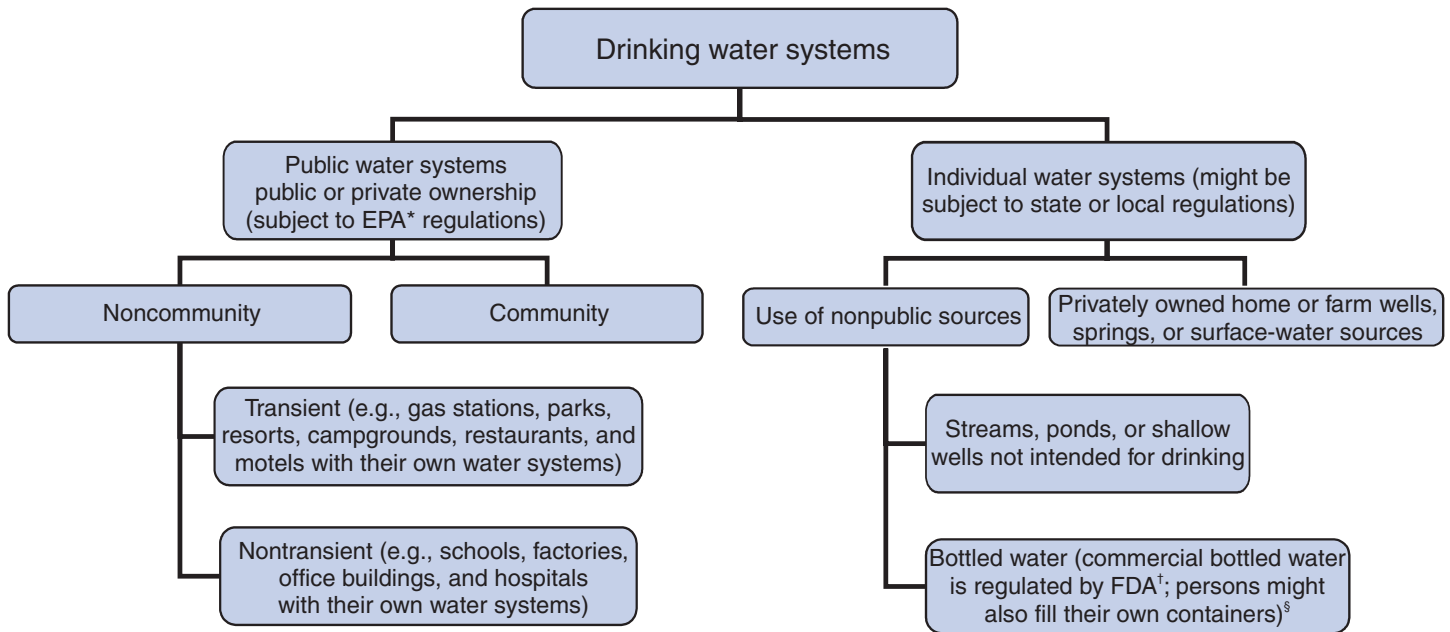 Drinking water systems
Public water systems
public or private ownership
(subject to EPA* regulations)
Individual water systems (might be
subject to state or local regulations)
Noncommunity
Community
Use of nonpublic sources
Privately owned home or farm wells,
springs, or surface-water sources
Transient (e.g., gas stations, parks,
resorts, campgrounds, restaurants, and
motels with their own water systems)
Streams, ponds, or shallow
wells not intended for drinking
Nontransient (e.g., schools, factories,
office buildings, and hospitals
with their own water systems)
Bottled water (commercial bottled water
is regulated by FDA†; persons might
also fill their own containers)§